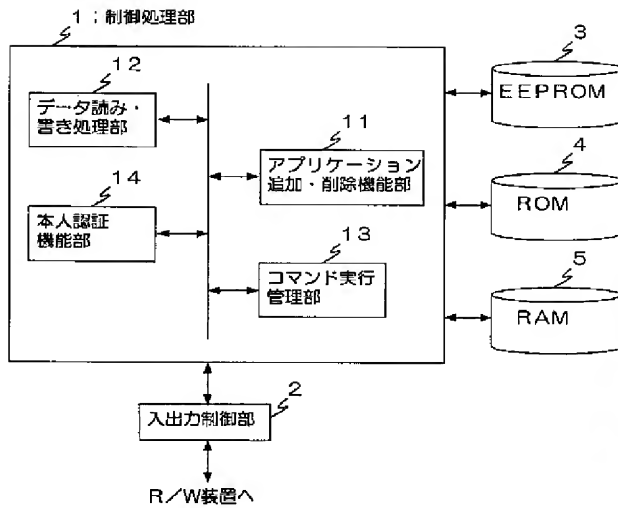 1；制御処理部
12
データ読み・
書き処理部
14
本人認証
機能部
11
アプリケーション
追加・削除機能部
13
コマンド実行
管理部
3
EEPROM
4
ROM
5
RAM
2
入出力制御部
R／W装置へ